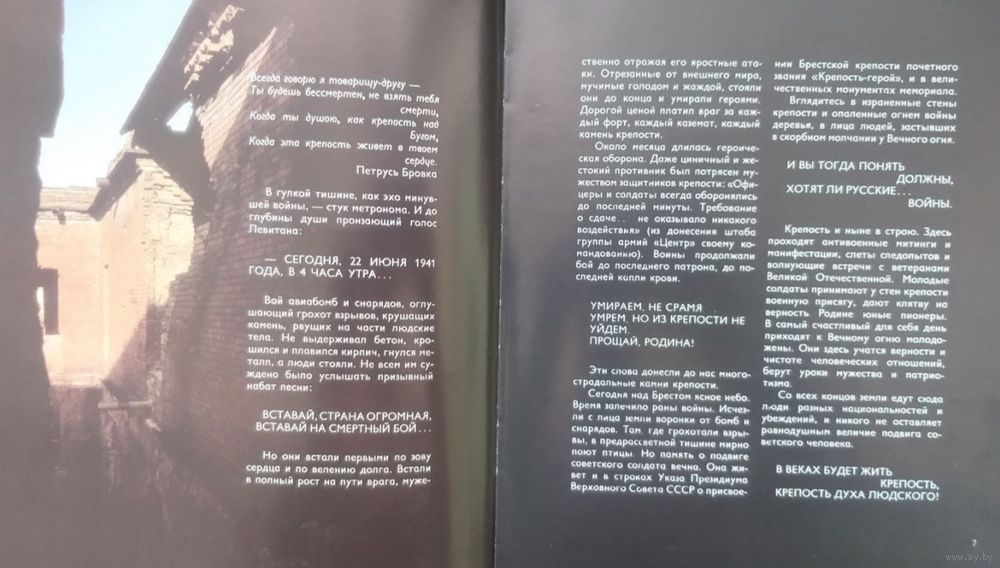 Всегда говорю я товарищу-другу —
Ты будешь бессмертен, не взять тебя
смерти,
Когда ты душою, как крепость над
Бугом,
Когда эта крепость живет в твоем
сердце.
Петрусь Бровка
В гулкой тишине, как эхо минув-
шей войны, — стук метронома. И до
глубины души пронзающий голос
Левитана:
— СЕГОДНЯ, 22 ИЮНЯ 1941
ГОДА, В 4 ЧАСА УТРА...
Вой авиабомб и снарядов, оглу-
шающий грохот взрывов, крушащих
камень, рвущих на части людские
тела. Не выдерживал бетон, кро-
шился и плавился кирпич, гнулся ме-
талл, а люди стояли. Не всем им су-
ждено было услышать призывный
набат песни:
ВСТАВАЙ, СТРАНА ОГРОМНАЯ,
ВСТАВАЙ НА СМЕРТНЫЙ БОЙ...
Но они встали первыми по зову
сердца и по велению долга. Встали
в полный рост на пути врага, муже-
ственно отражая его яростные ата-
ки. Отрезанные от внешнего мира,
мучимые голодом и жаждой, стояли
они до конца и умирали героями.
Дорогой ценой платил враг за каж-
дый форт, каждый каземат, каждый
камень крепости.
Около месяца длилась героиче-
ская оборона. Даже циничный и же-
стокий противник был потрясен му-
жеством защитников крепости: «Офи-
церы и солдаты всегда оборонялись
до последней минуты. Требование
о сдаче.. не оказывало никакого
воздействия» (из донесения штаба
группы армий «Центр» своему ко-
мандованию). Воины продолжали
бой до последнего патрона, до по-
следней капли крови.
УМИРАЕМ, НЕ СРАМЯ..
УМРЕМ, НО ИЗ КРЕПОСТИ НЕ
УЙДЕМ.
ПРОЩАЙ, РОДИНА!
Эти слова донесли до нас много-
страдальные камни крепости.
Сегодня над Брестом ясное небо.
Время залечило раны войны. Исчез-
ли с лица земли воронки от бомб и
снарядов. Там, где грохотали взры-
вы, в предрассветной тишине мирно
поют птицы. Но память о подвиге
советского солдата вечна. Она жи-
вет и в строках Указа Президиума
Верховного Совета СССР о присвое-
нии Брестской крепости почетного
звания «Крепость-герой», и в вели-
чественных монументах мемориала.
Вглядитесь в израненные стены
крепости и опаленные огнем войны
деревья, в лица людей, застывших
в скорбном молчании у Вечного огня.
И ВЫ ТОГДА ПОНЯТЬ
ДОЛЖНЫ,
ХОТЯТ ЛИ РУССКИЕ...
ВОЙНЫ.
Крепость и ныне в строю. Здесь
проходят антивоенные митинги и
манифестации, слеты следопытов и
волнующие встречи с ветеранами
Великой Отечественной. Молодые
солдаты принимают у стен крепости
военную присягу, дают клятву на
верность Родине юные пионеры.
В самый счастливый для себя день
приходят к Вечному огню молодо-
жены. Они здесь учатся верности и
чистоте человеческих отношений,
берут уроки мужества и патрио-
тизма.
Со всех концов земли едут сюда
люди разных национальностей и
убеждений, и никого не оставляет
равнодушным величие подвига со-
ветского человека.
В ВЕКАХ БУДЕТ ЖИТЬ
КРЕПОСТЬ,
КРЕПОСТЬ ДУХА ЛЮДСКОГО!
7
www.ay.by